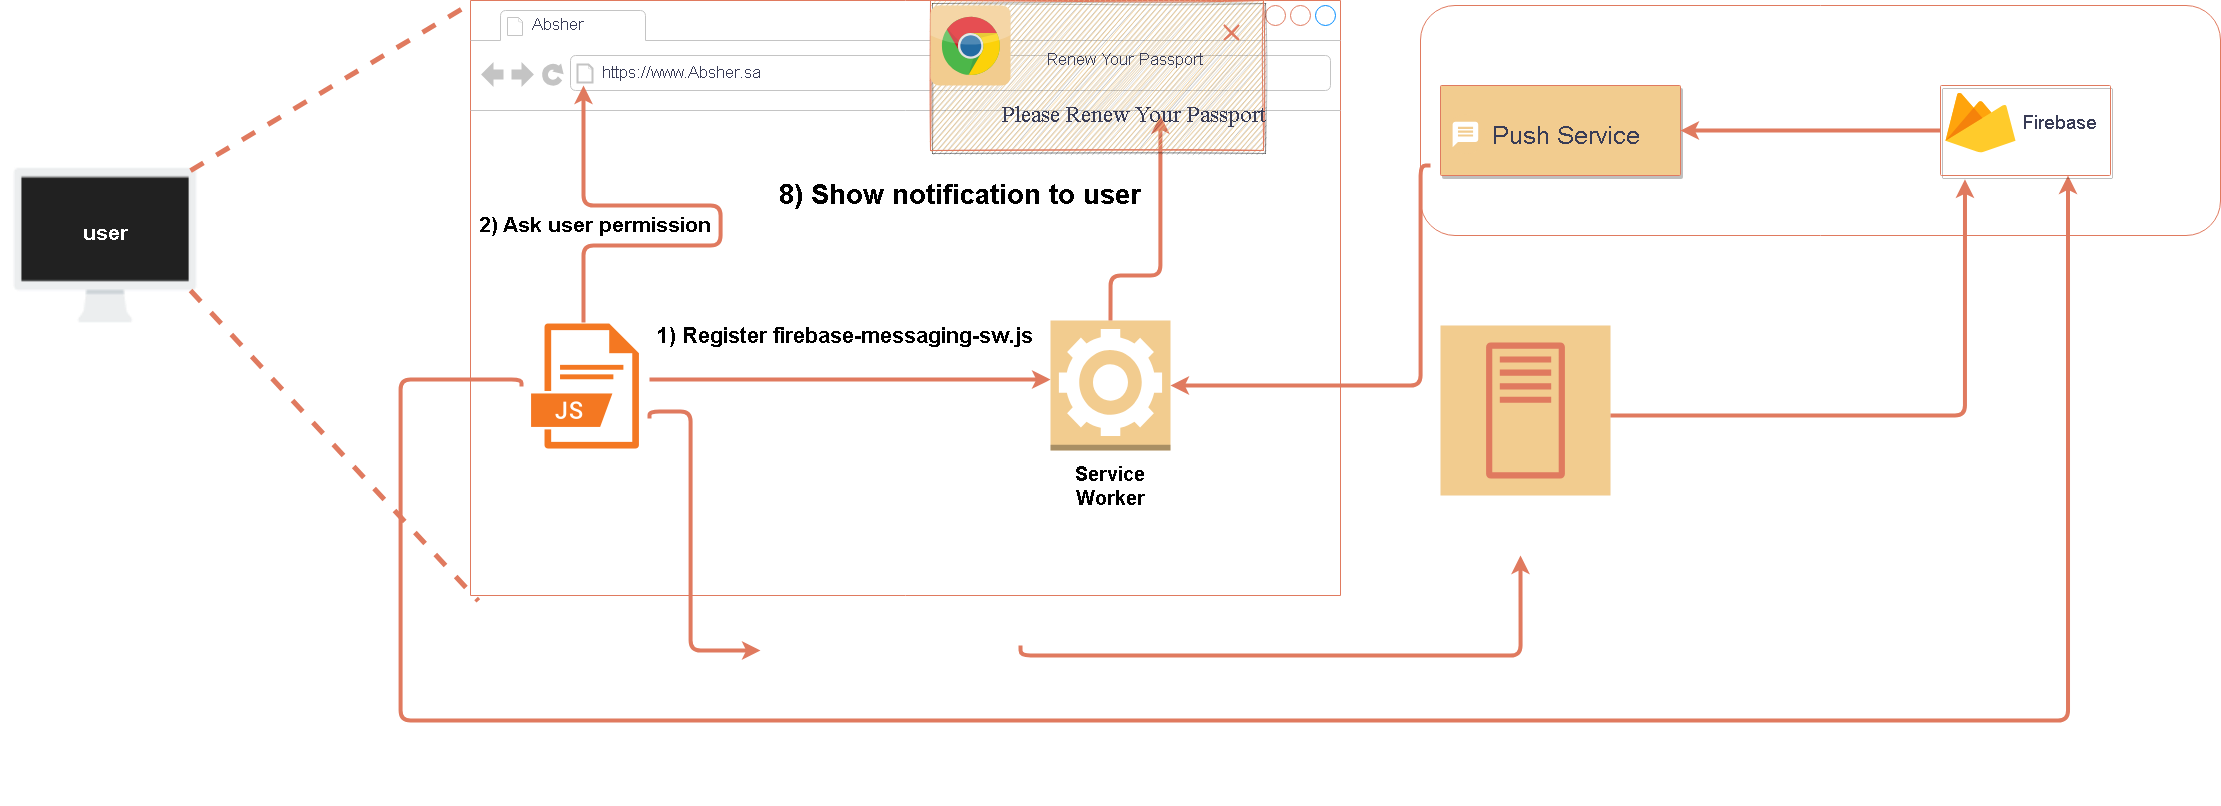 Absher
https://www.Absher.sa
Renew Your Passport
Please Renew Your Passport
Push Service
Firebase
8) Show notification to user
2) Ask user permission
user
1) Register firebase-messaging-sw.js
JS
Service
Worker